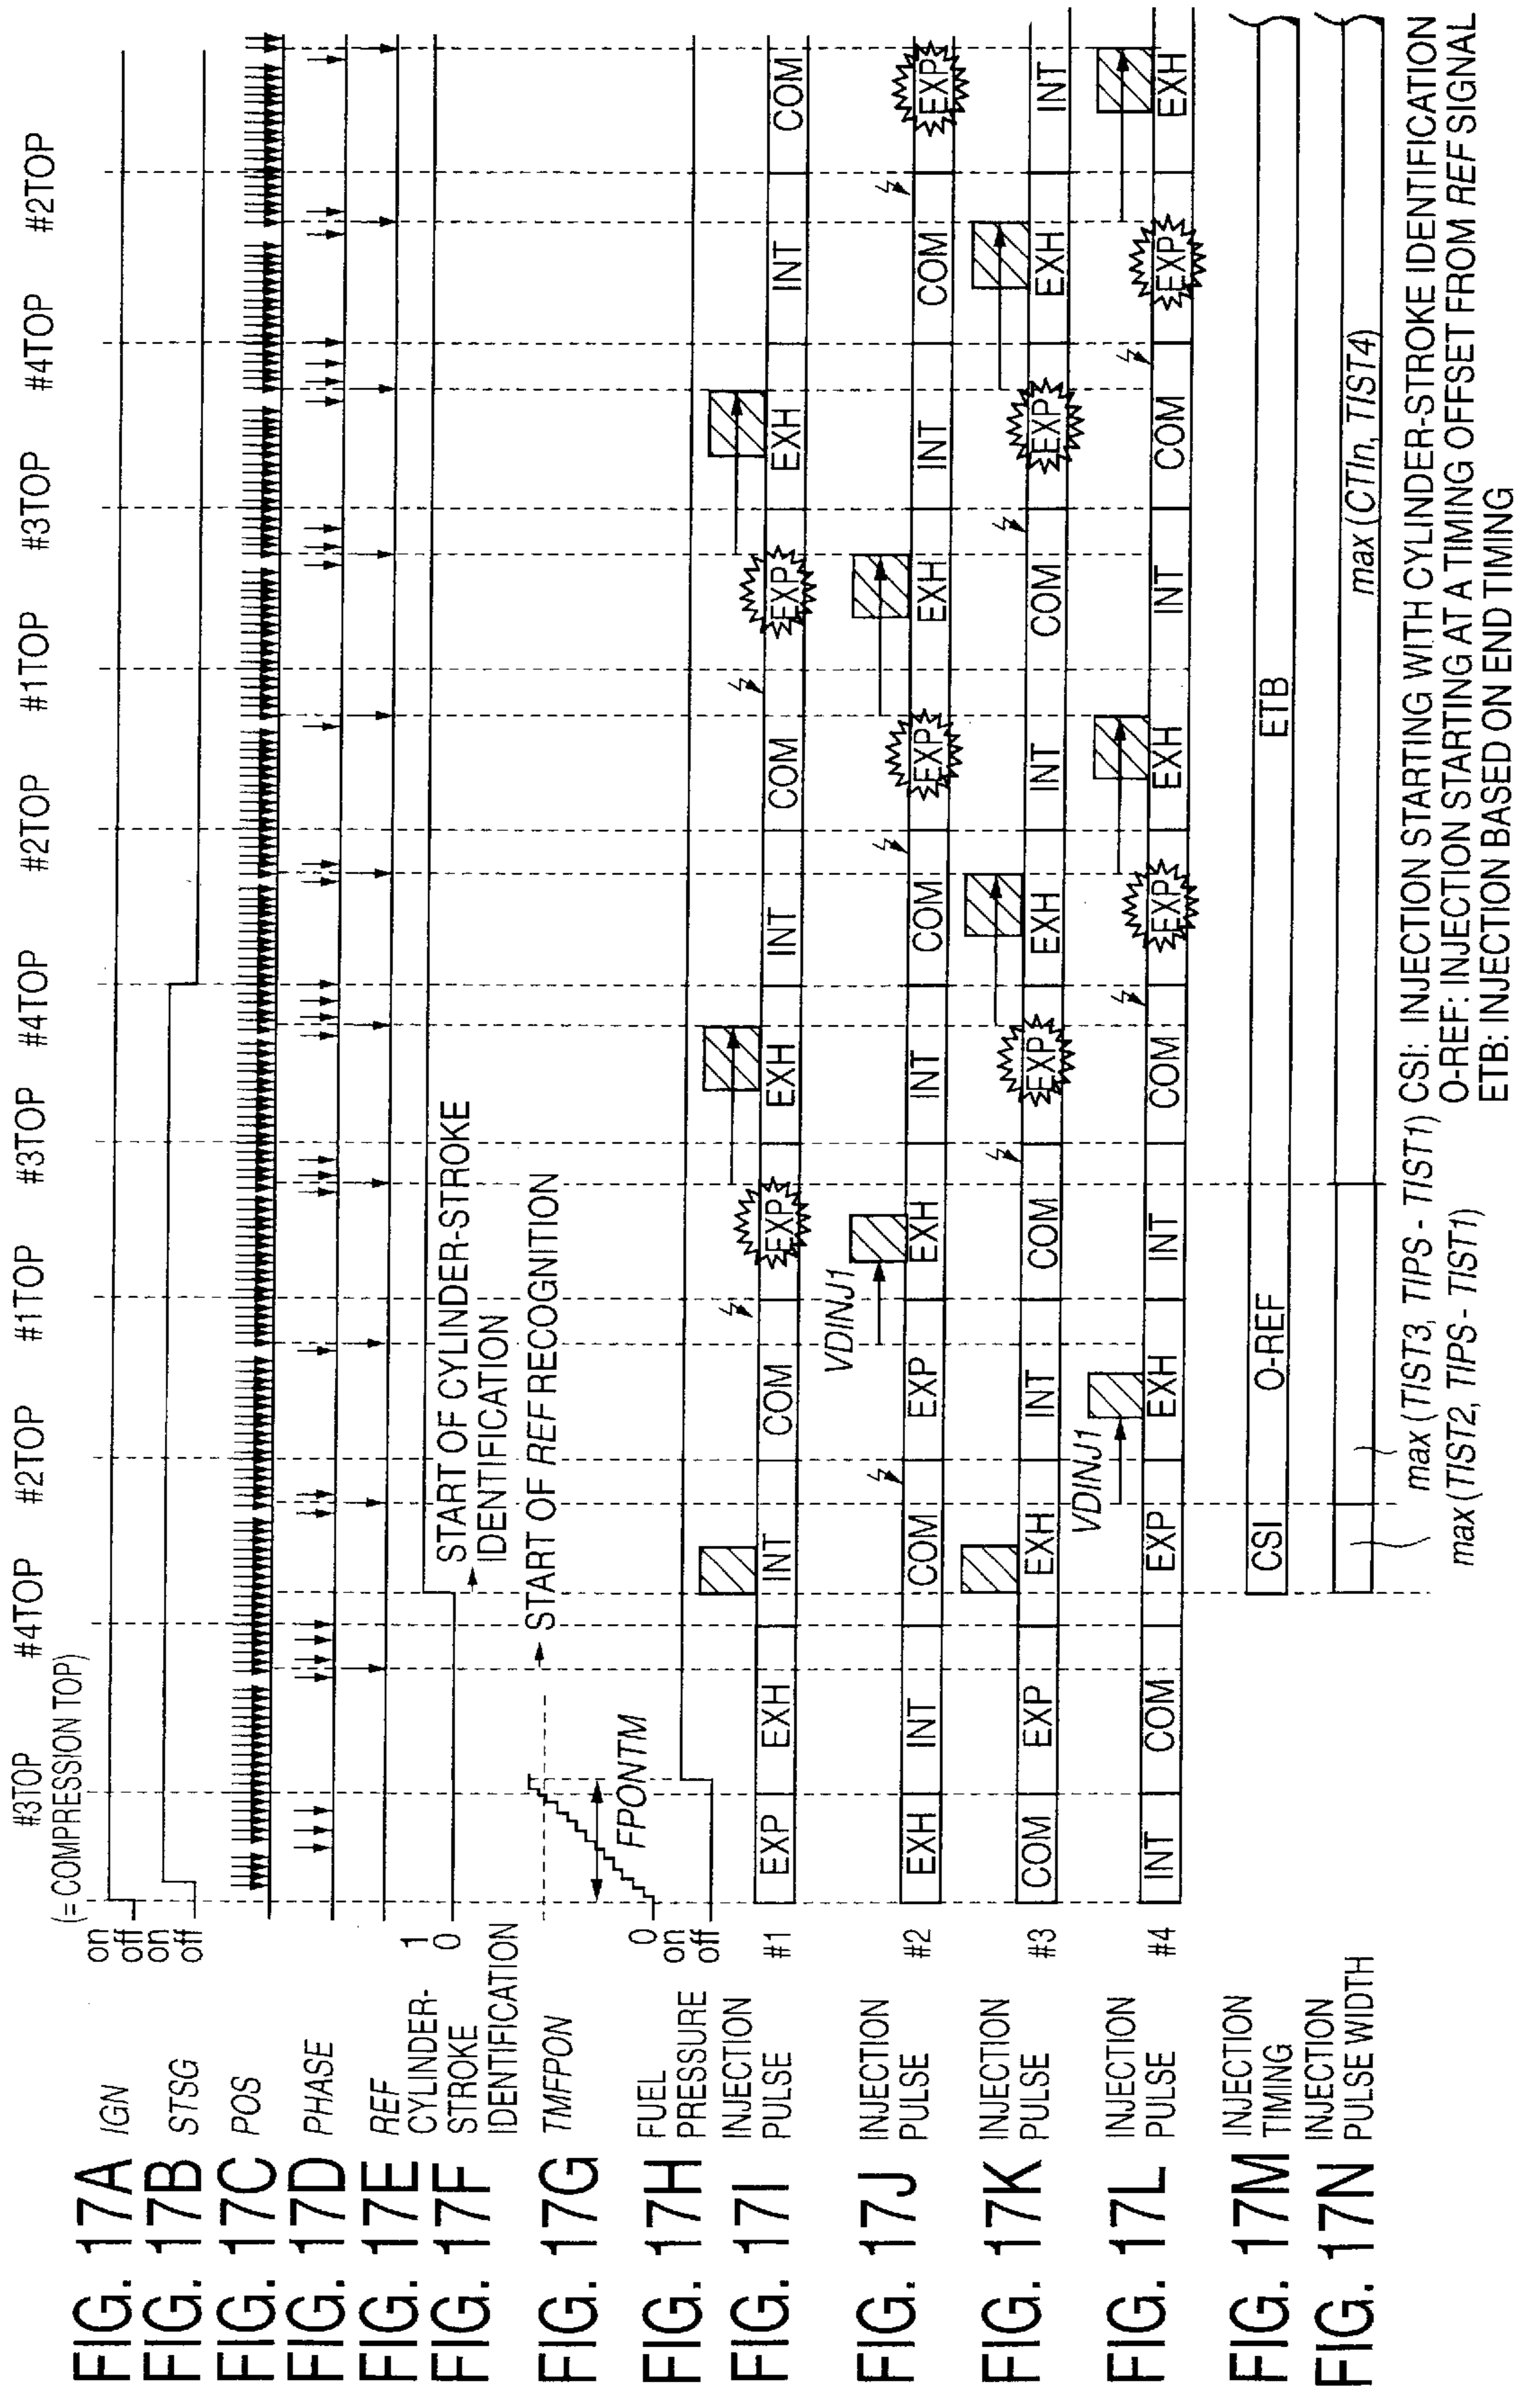 #3TOP #4TOP #2TOP #1TOP #3TOP #4TOP #2TOP #1TOP #3TOP #4TOP #2TOP
(= COMPRESSION TOP)
FIG. 17A IGN on off
FIG. 17B STSG on off
FIG. 17C POS
FIG. 17D PHASE
FIG. 17E REF
FIG. 17F CYLINDER-STROKE IDENTIFICATION 1 0
START OF CYLINDER-STROKE
IDENTIFICATION
FIG. 17G TMFPON 0
START OF REF RECOGNITION
FPONTM
FIG. 17H FUEL PRESSURE on off
FIG. 17I INJECTION PULSE #1 EXP EXH INT COM EXP EXH INT COM EXP EXH INT COM
VDINJ1
FIG. 17J INJECTION PULSE #2 EXH INT COM EXP EXH INT COM EXP EXH INT COM EXP
FIG. 17K INJECTION PULSE #3 COM EXP EXH INT COM EXP EXH INT COM EXP EXH INT
VDINJ1
FIG. 17L INJECTION PULSE #4 INT COM EXP EXH INT COM EXP EXH INT COM EXP EXH
FIG. 17M INJECTION TIMING CSI O-REF ETB
FIG. 17N INJECTION PULSE WIDTH max (CTIn, TIST4)
max (TIST3, TIPS - TIST1)
max (TIST2, TIPS - TIST1)
CSI: INJECTION STARTING WITH CYLINDER-STROKE IDENTIFICATION
O-REF: INJECTION STARTING AT A TIMING OFFSET FROM REF SIGNAL
ETB: INJECTION BASED ON END TIMING